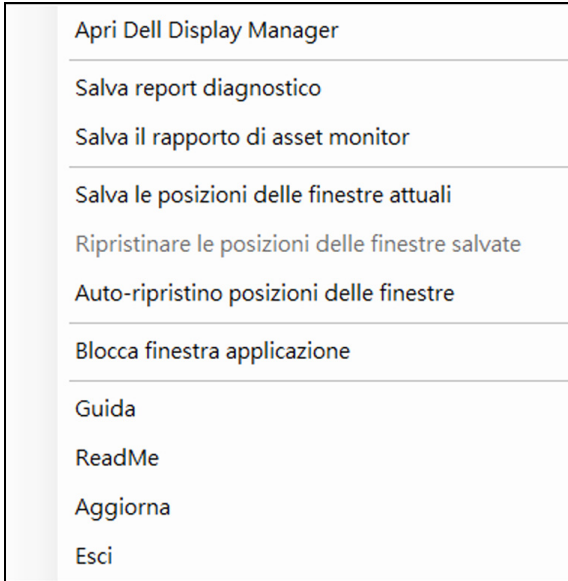 Apri Dell Display Manager
Salva report diagnostico
Salva il rapporto di asset monitor
Salva le posizioni delle finestre attuali
Ripristinare le posizioni delle finestre salvate
Auto-ripristino posizioni delle finestre
Blocca finestra applicazione
Guida
ReadMe
Aggiorna
Esci